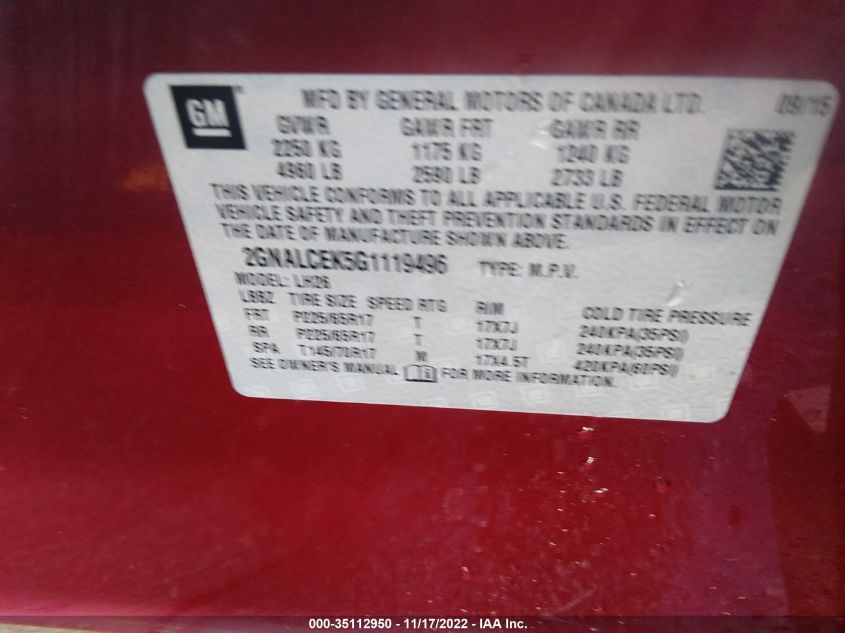 GM
MFD BY GENERAL MOTORS OF CANADA LTD. 09/15
GVWR GAWR FRT GAWR RR
2250 KG 1175 KG 1240 KG
4960 LB 2590 LB 2733 LB
THIS VEHICLE CONFORMS TO ALL APPLICABLE U.S. FEDERAL MOTOR
VEHICLE SAFETY AND THEFT PREVENTION STANDARDS IN EFFECT ON
THE DATE OF MANUFACTURE SHOWN ABOVE.
2GNALCEK5G1119496 TYPE: M.P.V.
MODEL: LH26
LBBZ TIRE SIZE SPEED RTG RIM COLD TIRE PRESSURE
FRT P225/65R17 T 17X7J 240KPA(35PSI)
RR P225/65R17 T 17X7J 240KPA(35PSI)
SPA T145/70R17 M 17X4.5T 420KPA(60PSI)
SEE OWNER'S MANUAL FOR MORE INFORMATION.
000-35112950 - 11/17/2022 - IAA Inc.